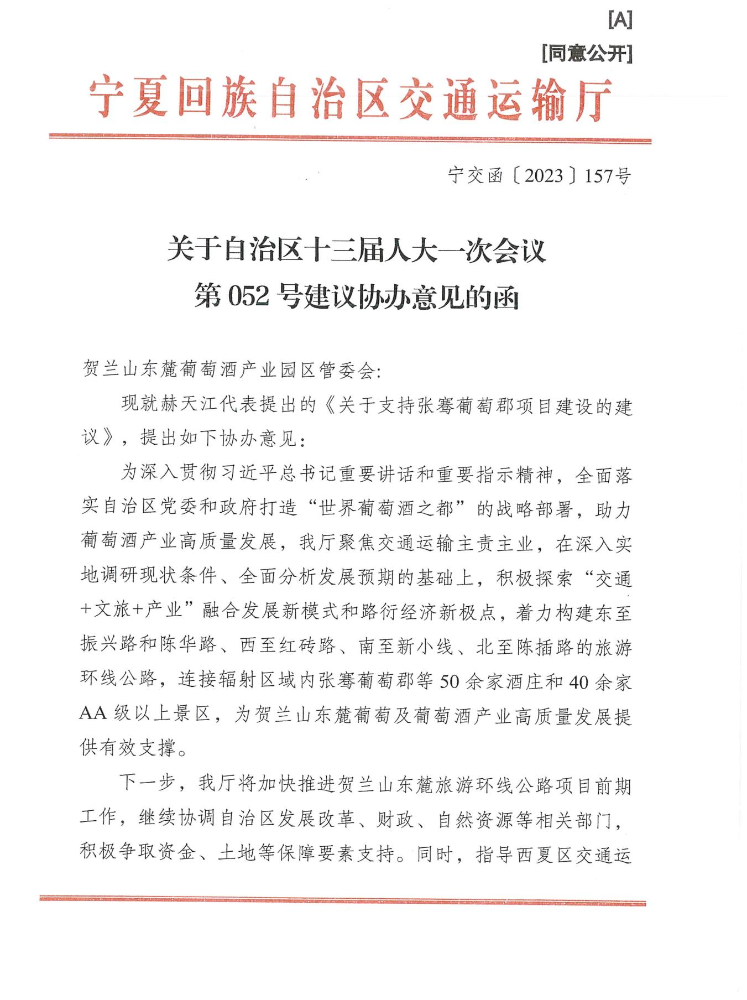 [A]
[同意公开]
宁夏回族自治区交通运输厅
宁交函〔2023〕157号
关于自治区十三届人大一次会议
第 052 号建议协办意见的函
贺兰山东麓葡萄酒产业园区管委会:
现就赫天江代表提出的《关于支持张骞葡萄郡项目建设的建
议》，提出如下协办意见：
为深入贯彻习近平总书记重要讲话和重要指示精神，全面落
实自治区党委和政府打造“世界葡萄酒之都”的战略部署，助力
葡萄酒产业高质量发展，我厅聚焦交通运输主责主业，在深入实
地调研现状条件、全面分析发展预期的基础上，积极探索“交通
+文旅+产业”融合发展新模式和路衍经济新极点，着力构建东至
振兴路和陈华路、西至红砖路、南至新小线、北至陈插路的旅游
环线公路，连接辐射区域内张骞葡萄郡等 50 余家酒庄和 40 余家
AA 级以上景区，为贺兰山东麓葡萄及葡萄酒产业高质量发展提
供有效支撑。
下一步，我厅将加快推进贺兰山东麓旅游环线公路项目前期
工作，继续协调自治区发展改革、财政、自然资源等相关部门，
积极争取资金、土地等保障要素支持。同时，指导西夏区交通运